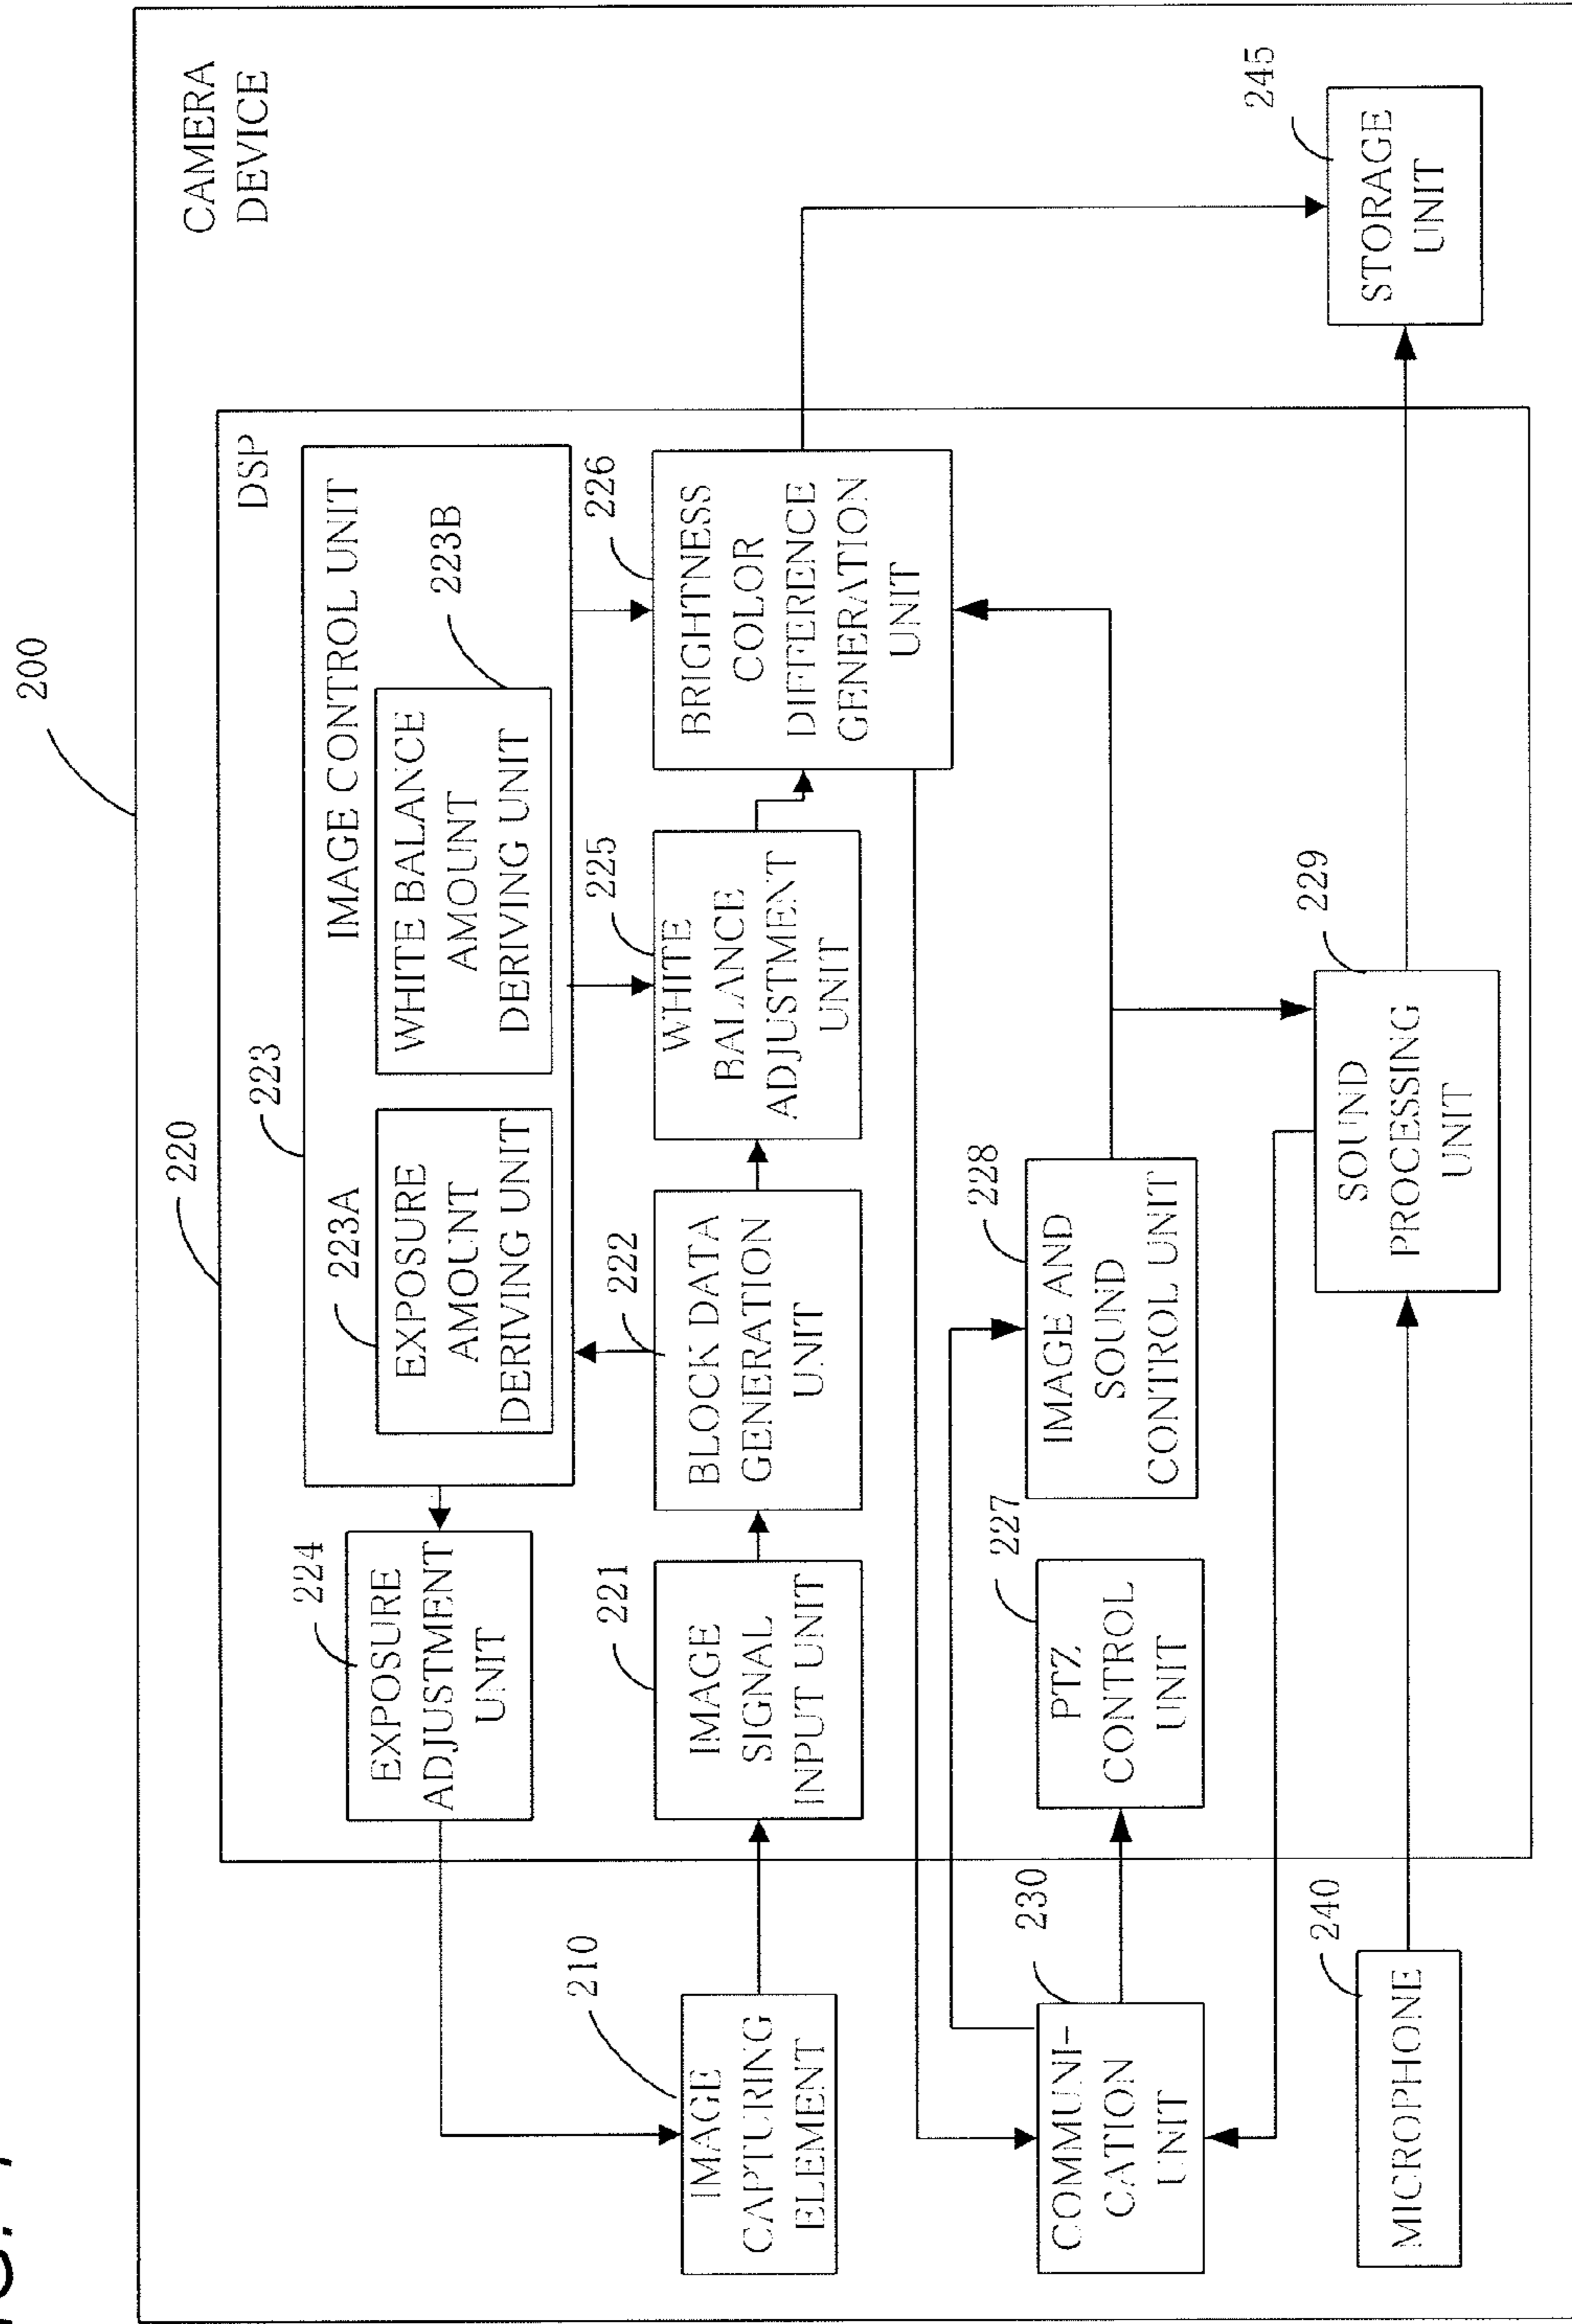 200
CAMERA
DEVICE
220
DSP
223
IMAGE CONTROL UNIT
223A
EXPOSURE
AMOUNT
DERIVING UNIT
223B
WHITE BALANCE
AMOUNT
DERIVING UNIT
224
EXPOSURE
ADJUSTMENT
UNIT
210
IMAGE
CAPTURING
ELEMENT
221
IMAGE
SIGNAL
INPUT UNIT
222
BLOCK DATA
GENERATION
UNIT
225
WHITE
BALANCE
ADJUSTMENT
UNIT
226
BRIGHTNESS
COLOR
DIFFERENCE
GENERATION
UNIT
230
COMMUNI-
CATION
UNIT
227
PTZ
CONTROL
UNIT
228
IMAGE AND
SOUND
CONTROL UNIT
240
MICROPHONE
229
SOUND
PROCESSING
UNIT
245
STORAGE
UNIT